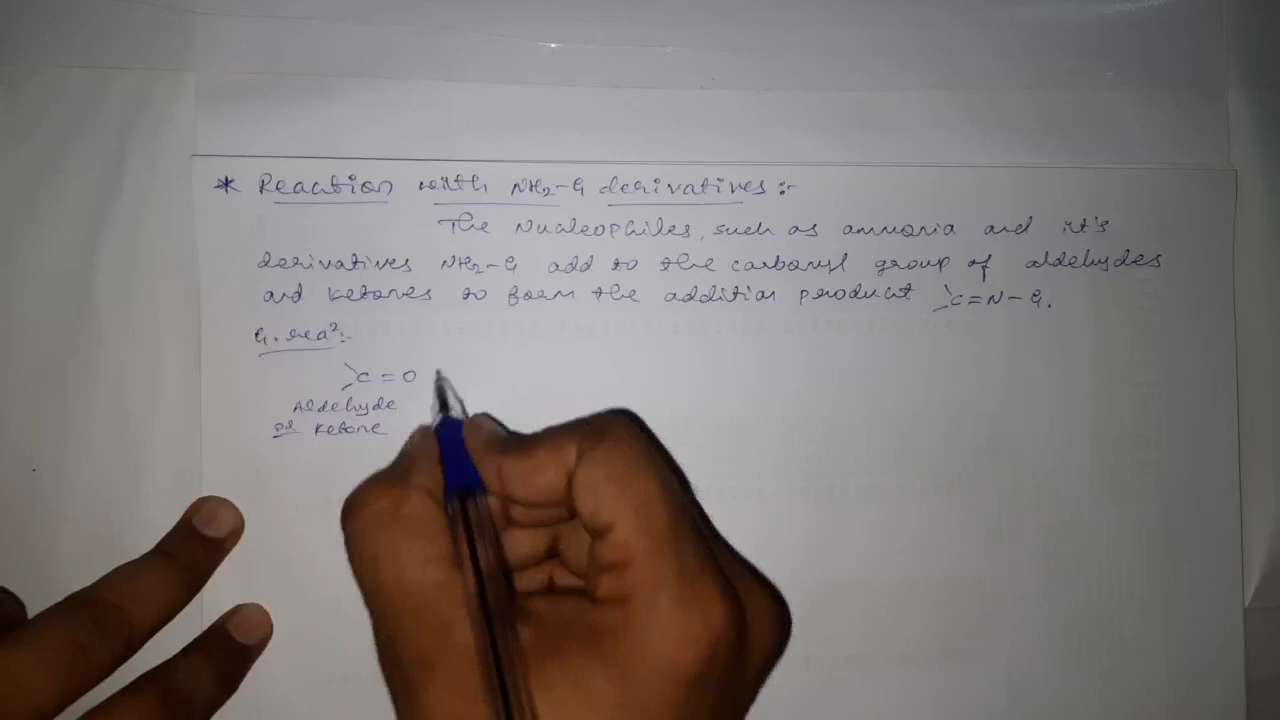 * Reaction with NH2-G derivatives :-
The Nucleophiles, such as ammonia and it's
derivatives NH2-G add to the carbonyl group of aldehydes
and ketones to form the addition product >C=N-G.
G. rea²:-
>C=O
Aldehyde
or Ketone